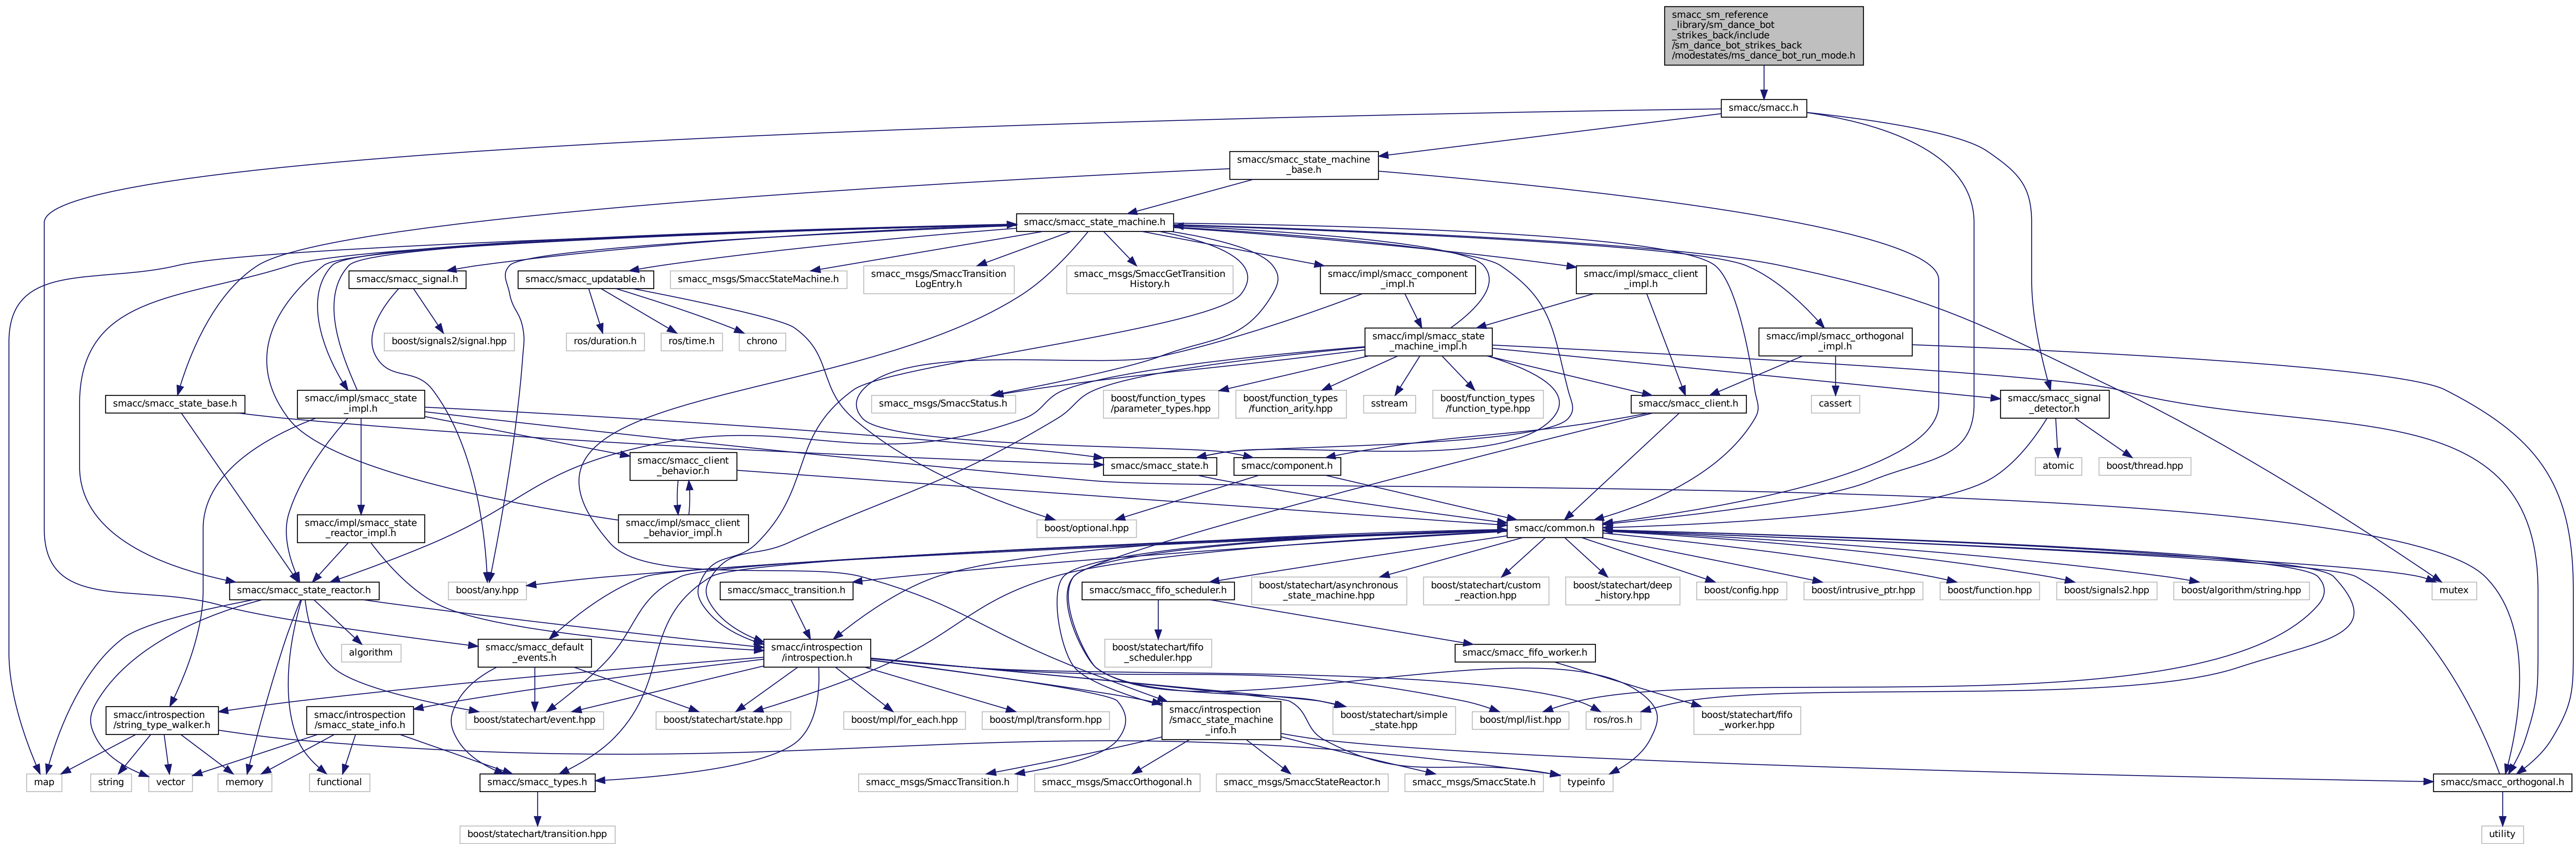 smacc_sm_reference
_library/sm_dance_bot
_strikes_back/include
/sm_dance_bot_strikes_back
/modestates/ms_dance_bot_run_mode.h
smacc/smacc.h
smacc/smacc_state_machine
_base.h
smacc/smacc_state_machine.h
smacc/smacc_signal.h
smacc/smacc_updatable.h
smacc_msgs/SmaccStateMachine.h
smacc_msgs/SmaccTransition
LogEntry.h
smacc_msgs/SmaccGetTransition
History.h
smacc/impl/smacc_component
_impl.h
smacc/impl/smacc_client
_impl.h
boost/signals2/signal.hpp
ros/duration.h
ros/time.h
chrono
smacc/impl/smacc_state
_machine_impl.h
smacc/impl/smacc_orthogonal
_impl.h
smacc/smacc_state_base.h
smacc/impl/smacc_state
_impl.h
smacc_msgs/SmaccStatus.h
boost/function_types
/parameter_types.hpp
boost/function_types
/function_arity.hpp
sstream
boost/function_types
/function_type.hpp
smacc/smacc_client.h
cassert
smacc/smacc_signal
_detector.h
smacc/smacc_client
_behavior.h
smacc/smacc_state.h
smacc/component.h
atomic
boost/thread.hpp
smacc/impl/smacc_state
_reactor_impl.h
smacc/impl/smacc_client
_behavior_impl.h
boost/optional.hpp
smacc/common.h
smacc/smacc_state_reactor.h
boost/any.hpp
smacc/smacc_transition.h
smacc/smacc_fifo_scheduler.h
boost/statechart/asynchronous
_state_machine.hpp
boost/statechart/custom
_reaction.hpp
boost/statechart/deep
_history.hpp
boost/config.hpp
boost/intrusive_ptr.hpp
boost/function.hpp
boost/signals2.hpp
boost/algorithm/string.hpp
mutex
algorithm
smacc/smacc_default
_events.h
smacc/introspection
/introspection.h
boost/statechart/fifo
_scheduler.hpp
smacc/smacc_fifo_worker.h
smacc/introspection
/string_type_walker.h
smacc/introspection
/smacc_state_info.h
boost/statechart/event.hpp
boost/statechart/state.hpp
boost/mpl/for_each.hpp
boost/mpl/transform.hpp
smacc/introspection
/smacc_state_machine
_info.h
boost/statechart/simple
_state.hpp
boost/mpl/list.hpp
ros/ros.h
boost/statechart/fifo
_worker.hpp
map
string
vector
memory
functional
smacc/smacc_types.h
smacc_msgs/SmaccTransition.h
smacc_msgs/SmaccOrthogonal.h
smacc_msgs/SmaccStateReactor.h
smacc_msgs/SmaccState.h
typeinfo
smacc/smacc_orthogonal.h
boost/statechart/transition.hpp
utility